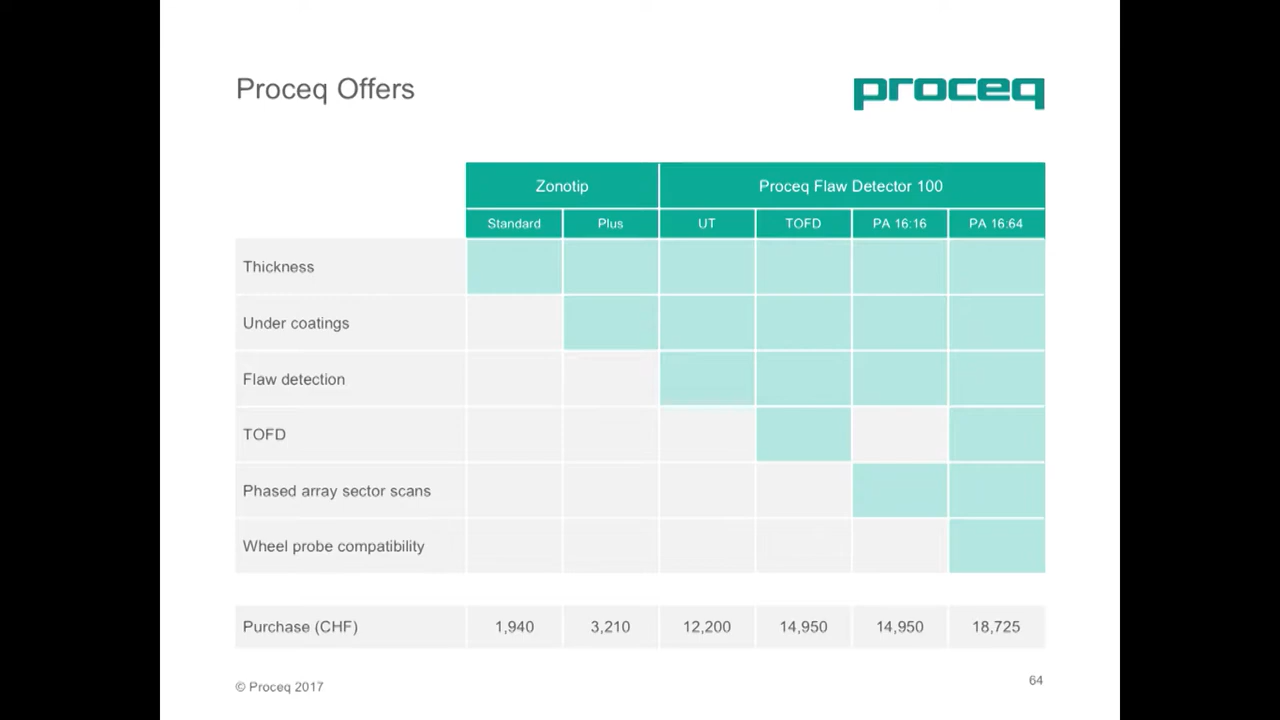 Proceq Offers
proceq
Zonotip Proceq Flaw Detector 100
Standard Plus UT TOFD PA 16:16 PA 16:64
Thickness
Under coatings
Flaw detection
TOFD
Phased array sector scans
Wheel probe compatibility
Purchase (CHF) 1,940 3,210 12,200 14,950 14,950 18,725
© Proceq 2017
64